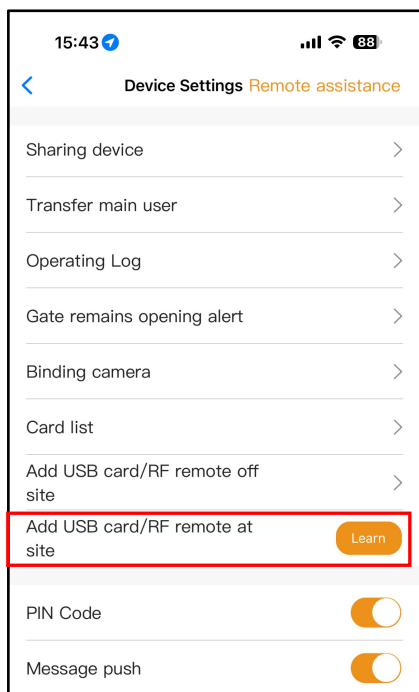 15:43 88
Device Settings Remote assistance
Sharing device
Transfer main user
Operating Log
Gate remains opening alert
Binding camera
Card list
Add USB card/RF remote off
site
Add USB card/RF remote at
site
Learn
PIN Code
Message push